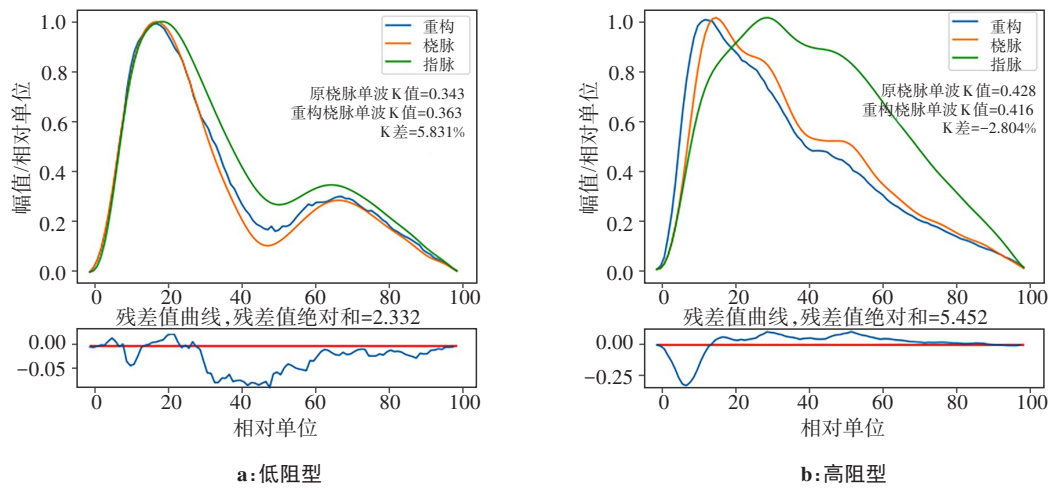 1.0
0.8
0.6
0.4
0.2
0.0
幅值/相对单位
重构
桡脉
指脉
原桡脉单波K值=0.343
重构桡脉单波K值=0.363
K差=5.831%
0 20 40 60 80 100
残差值曲线,残差值绝对和=2.332
0.00
−0.05
0 20 40 60 80 100
相对单位
a:低阻型
1.0
0.8
0.6
0.4
0.2
0.0
幅值/相对单位
重构
桡脉
指脉
原桡脉单波K值=0.428
重构桡脉单波K值=0.416
K差=−2.804%
0 20 40 60 80 100
残差值曲线,残差值绝对和=5.452
0.00
−0.25
0 20 40 60 80 100
相对单位
b:高阻型